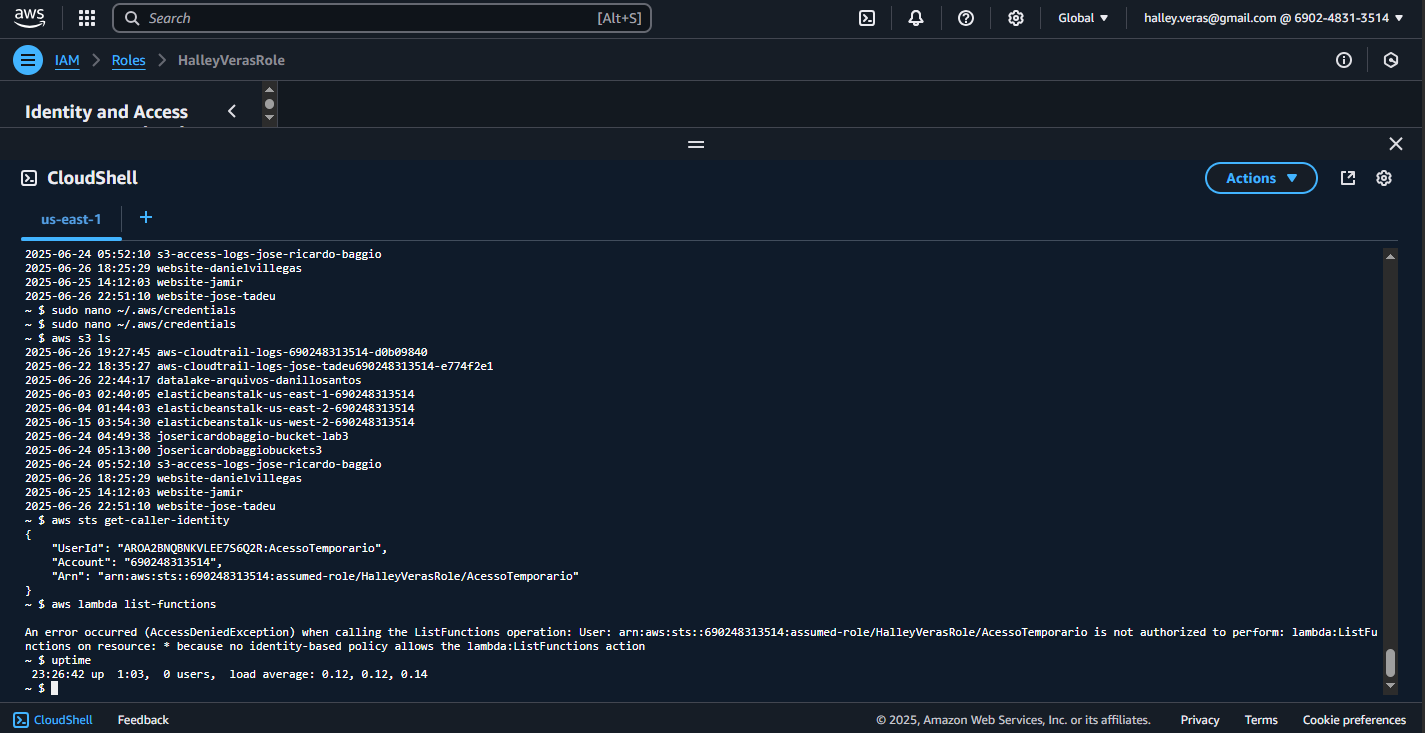 aws
Search [Alt+S]
Global
halley.veras@gmail.com @ 6902-4831-3514
IAM
Roles
HalleyVerasRole
Identity and Access
CloudShell
Actions
us-east-1
+
2025-06-24 05:52:10 s3-access-logs-jose-ricardo-baggio
2025-06-26 18:25:29 website-danielvillegas
2025-06-25 14:12:03 website-jamir
2025-06-26 22:51:10 website-jose-tadeu
~ $ sudo nano ~/.aws/credentials
~ $ sudo nano ~/.aws/credentials
~ $ aws s3 ls
2025-06-26 19:27:45 aws-cloudtrail-logs-690248313514-d0b09840
2025-06-22 18:35:27 aws-cloudtrail-logs-jose-tadeu690248313514-e774f2e1
2025-06-26 22:44:17 datalake-arquivos-danillosantos
2025-06-03 02:40:05 elasticbeanstalk-us-east-1-690248313514
2025-06-04 01:44:03 elasticbeanstalk-us-east-2-690248313514
2025-06-15 03:54:30 elasticbeanstalk-us-west-2-690248313514
2025-06-24 04:49:38 josericardobaggio-bucket-lab3
2025-06-24 05:13:00 josericardobaggiobuckets3
2025-06-24 05:52:10 s3-access-logs-jose-ricardo-baggio
2025-06-26 18:25:29 website-danielvillegas
2025-06-25 14:12:03 website-jamir
2025-06-26 22:51:10 website-jose-tadeu
~ $ aws sts get-caller-identity
{
    "UserId": "AROA2BNQBNKVLEE7S6Q2R:AcessoTemporario",
    "Account": "690248313514",
    "Arn": "arn:aws:sts::690248313514:assumed-role/HalleyVerasRole/AcessoTemporario"
}
~ $ aws lambda list-functions
An error occurred (AccessDeniedException) when calling the ListFunctions operation: User: arn:aws:sts::690248313514:assumed-role/HalleyVerasRole/AcessoTemporario is not authorized to perform: lambda:ListFu
nctions on resource: * because no identity-based policy allows the lambda:ListFunctions action
~ $ uptime
 23:26:42 up  1:03,  0 users,  load average: 0.12, 0.12, 0.14
~ $
CloudShell
Feedback
© 2025, Amazon Web Services, Inc. or its affiliates.
Privacy
Terms
Cookie preferences